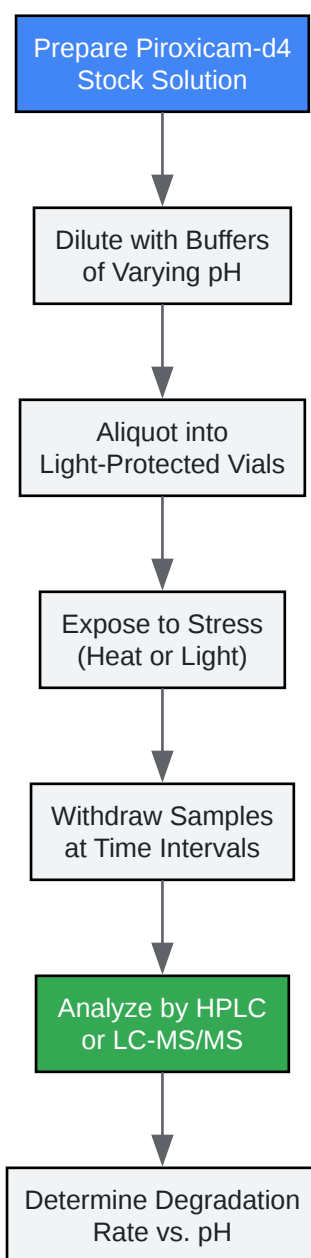 Prepare Piroxicam-d4
Stock Solution
Dilute with Buffers
of Varying pH
Aliquot into
Light-Protected Vials
Expose to Stress
(Heat or Light)
Withdraw Samples
at Time Intervals
Analyze by HPLC
or LC-MS/MS
Determine Degradation
Rate vs. pH